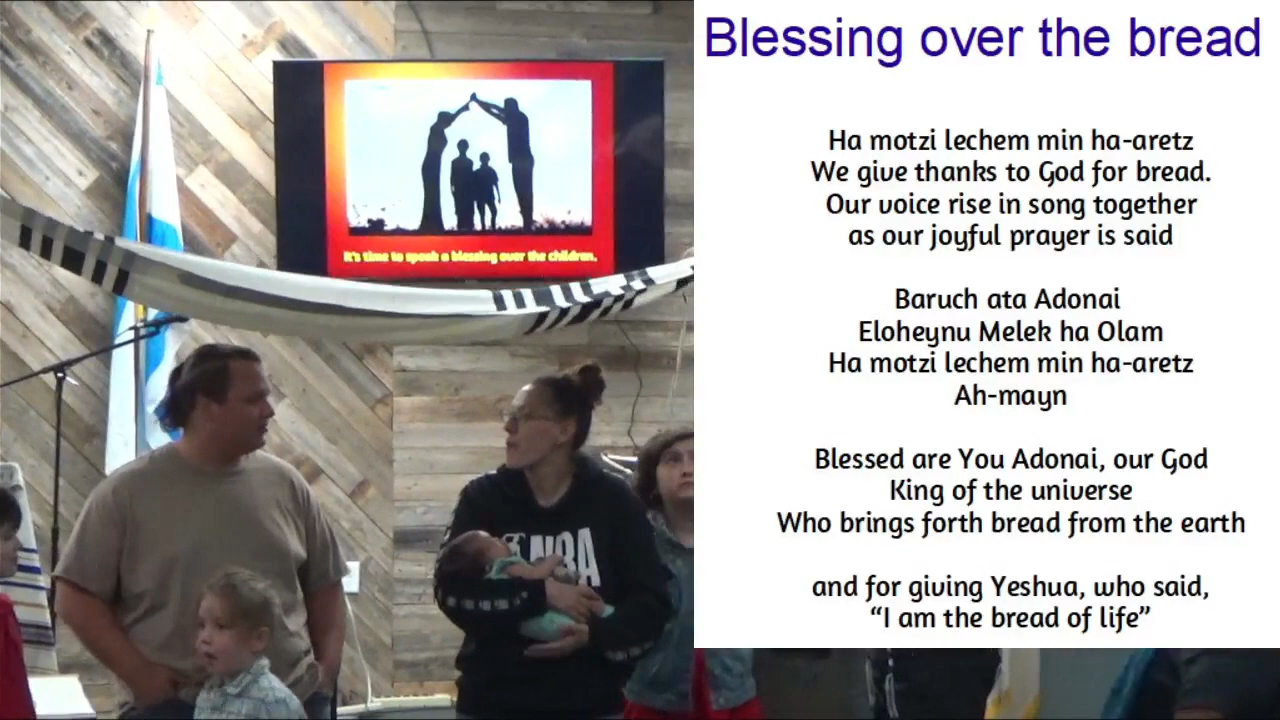 Blessing over the bread
Ha motzi lechem min ha-aretz
We give thanks to God for bread.
Our voice rise in song together
as our joyful prayer is said
Baruch ata Adonai
Eloheynu Melek ha Olam
Ha motzi lechem min ha-aretz
Ah-mayn
Blessed are You Adonai, our God
King of the universe
Who brings forth bread from the earth
and for giving Yeshua, who said,
“I am the bread of life”
It's time to speak a blessing over the children.
NBA